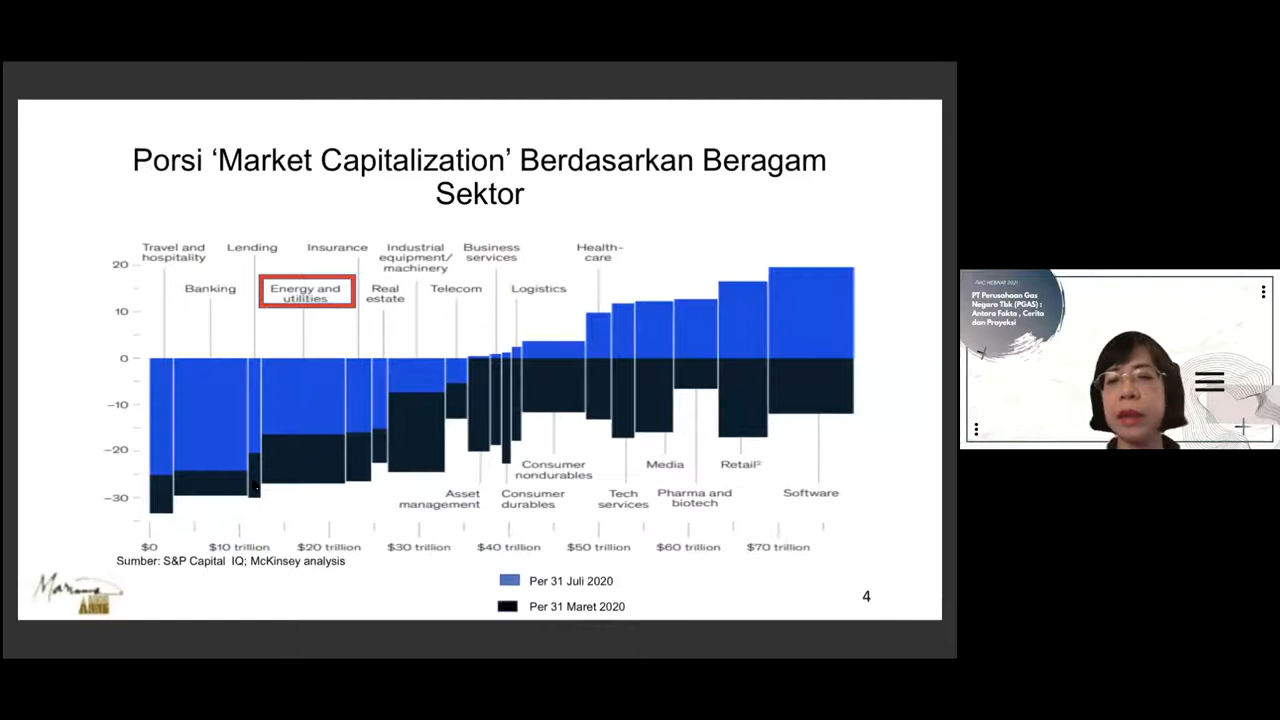 Porsi ‘Market Capitalization’ Berdasarkan Beragam
Sektor
Travel and
hospitality
Lending
Insurance
Industrial
equipment/
machinery
Business
services
Health-
care
Banking
Energy and
utilities
Real
estate
Telecom
Logistics
20
10
0
−10
−20
−30
Consumer
nondurables
Media
Retail²
Asset
management
Consumer
durables
Tech
services
Pharma and
biotech
Software
$0
$10 trillion
$20 trillion
$30 trillion
$40 trillion
$50 trillion
$60 trillion
$70 trillion
Sumber: S&P Capital IQ; McKinsey analysis
Per 31 Juli 2020
Per 31 Maret 2020
4
PT Perusahaan Gas
Negara Tbk (PGAS) :
Antara Fakta , Cerita
dan Proyeksi